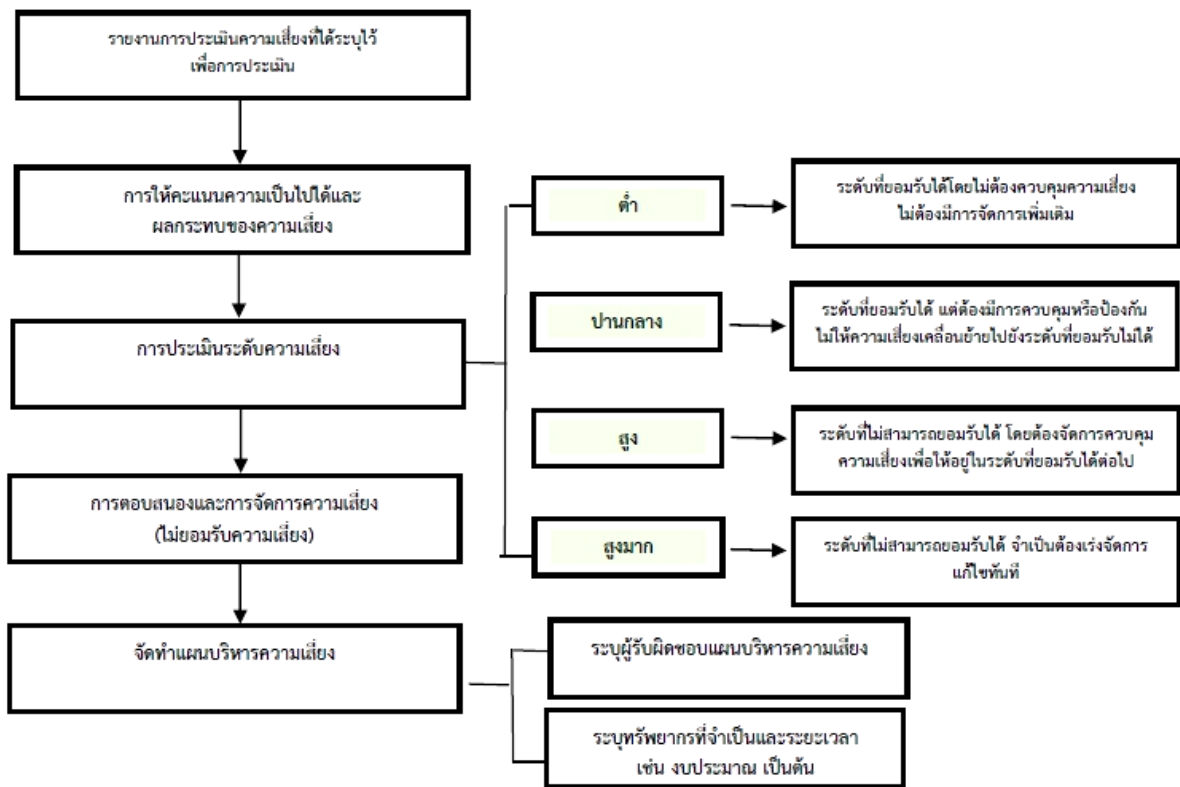 รายงานการประเมินความเสี่ยงที่ได้ระบุไว้
เพื่อการประเมิน
การให้คะแนนความเป็นไปได้และ
ผลกระทบของความเสี่ยง
การประเมินระดับความเสี่ยง
ต่ำ
ระดับที่ยอมรับได้โดยไม่ต้องควบคุมความเสี่ยง
ไม่ต้องมีการจัดการเพิ่มเติม
ปานกลาง
ระดับที่ยอมรับได้ แต่ต้องมีการควบคุมหรือป้องกัน
ไม่ให้ความเสี่ยงเคลื่อนย้ายไปยังระดับที่ยอมรับไม่ได้
สูง
ระดับที่ไม่สามารถยอมรับได้ โดยต้องจัดการควบคุม
ความเสี่ยงเพื่อให้อยู่ในระดับที่ยอมรับได้ต่อไป
สูงมาก
ระดับที่ไม่สามารถยอมรับได้ จำเป็นต้องเร่งจัดการ
แก้ไขทันที
การตอบสนองและการจัดการความเสี่ยง
(ไม่ยอมรับความเสี่ยง)
จัดทำแผนบริหารความเสี่ยง
ระบุผู้รับผิดชอบแผนบริหารความเสี่ยง
ระบุทรัพยากรที่จำเป็นและระยะเวลา
เช่น งบประมาณ เป็นต้น